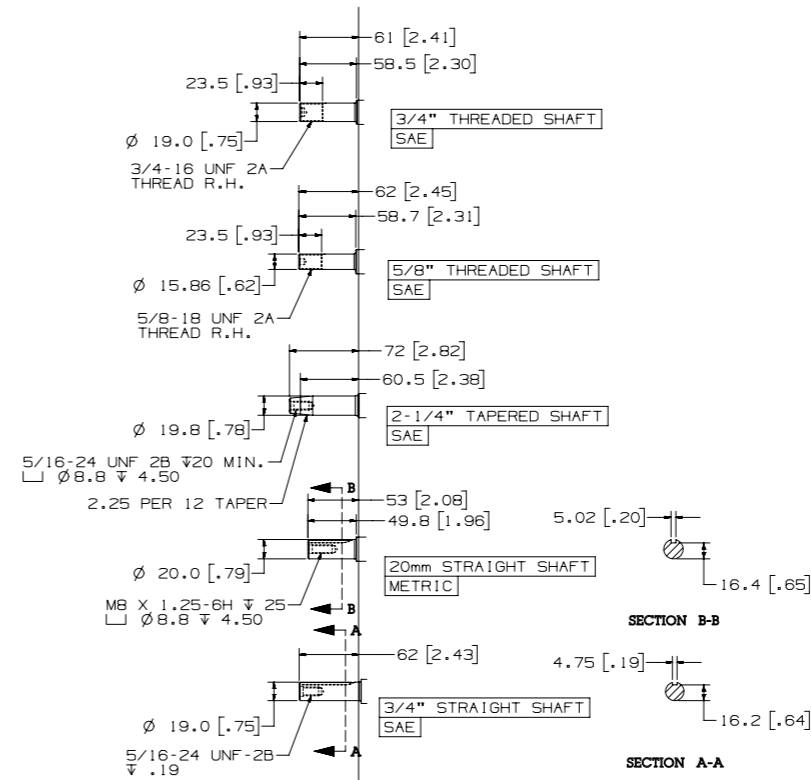 61 [2.41]
58.5 [2.30]
23.5 [.93]
Ø 19.0 [.75]
3/4-16 UNF 2A
THREAD R.H.
3/4" THREADED SHAFT
SAE
62 [2.45]
58.7 [2.31]
23.5 [.93]
Ø 15.86 [.62]
5/8-18 UNF 2A
THREAD R.H.
5/8" THREADED SHAFT
SAE
72 [2.82]
60.5 [2.38]
Ø 19.8 [.78]
5/16-24 UNF 2B ↧20 MIN.
⌴ Ø8.8 ↧ 4.50
2.25 PER 12 TAPER
2-1/4" TAPERED SHAFT
SAE
B
53 [2.08]
49.8 [1.96]
Ø 20.0 [.79]
M8 X 1.25-6H ↧ 25
⌴ Ø8.8 ↧ 4.50
B
20mm STRAIGHT SHAFT
METRIC
5.02 [.20]
16.4 [.65]
SECTION B-B
A
62 [2.43]
Ø 19.0 [.75]
5/16-24 UNF-2B
↧ .19
A
3/4" STRAIGHT SHAFT
SAE
4.75 [.19]
16.2 [.64]
SECTION A-A